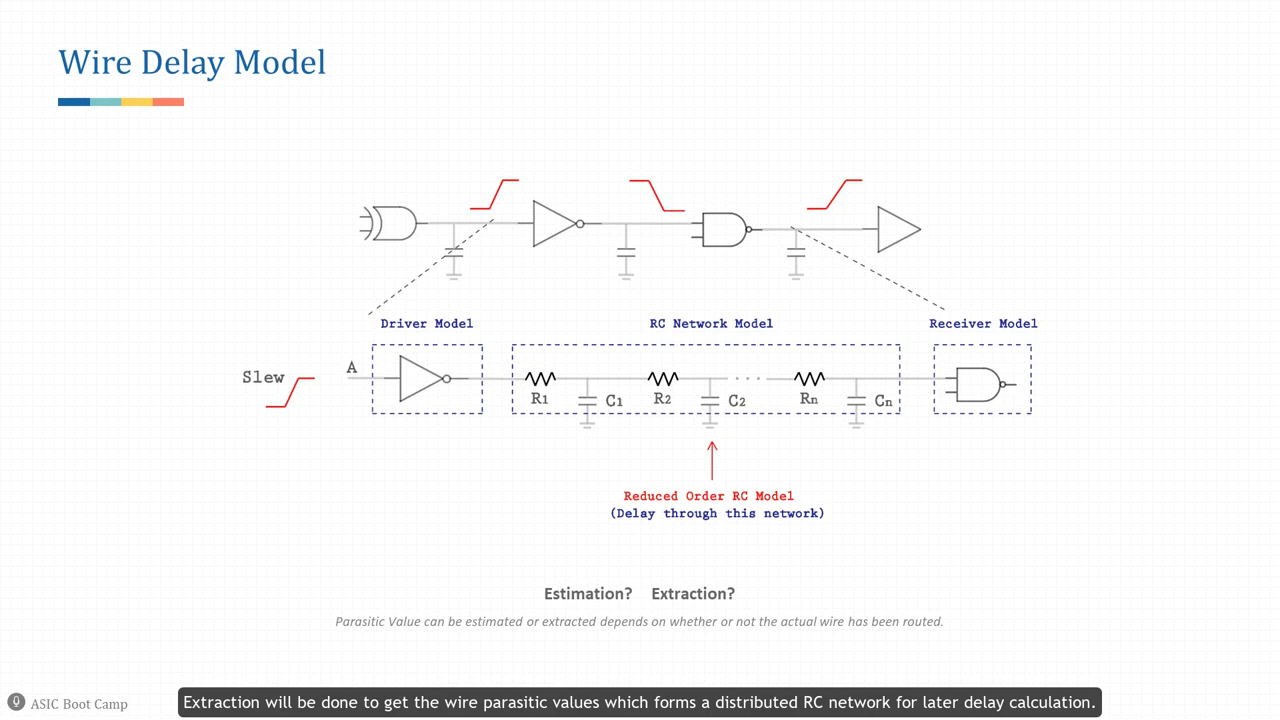 Wire Delay Model
Driver Model
RC Network Model
Receiver Model
Slew
A
R1
C1
R2
C2
...
Rn
Cn
Reduced Order RC Model
(Delay through this network)
Estimation? Extraction?
Parasitic Value can be estimated or extracted depends on whether or not the actual wire has been routed.
ASIC Boot Camp
Extraction will be done to get the wire parasitic values which forms a distributed RC network for later delay calculation.